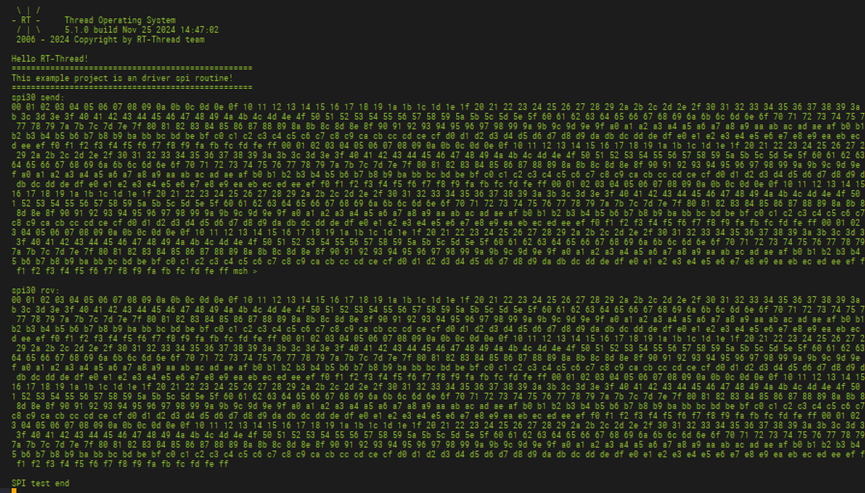 \ | /
- RT - Thread Operating System
/ | \ 5.1.0 build Nov 25 2024 14:47:02
2006 - 2024 Copyright by RT-Thread team
Hello RT-Thread!
==================================================
This example project is an driver spi routine!
==================================================
spi30 send:
00 01 02 03 04 05 06 07 08 09 0a 0b 0c 0d 0e 0f 10 11 12 13 14 15 16 17 18 19 1a 1b 1c 1d 1e 1f 20 21 22 23 24 25 26 27 28 29 2a 2b 2c 2d 2e 2f 30 31 32 33 34 35 36 37 38 39 3a
b 3c 3d 3e 3f 40 41 42 43 44 45 46 47 48 49 4a 4b 4c 4d 4e 4f 50 51 52 53 54 55 56 57 58 59 5a 5b 5c 5d 5e 5f 60 61 62 63 64 65 66 67 68 69 6a 6b 6c 6d 6e 6f 70 71 72 73 74 75 7
77 78 79 7a 7b 7c 7d 7e 7f 80 81 82 83 84 85 86 87 88 89 8a 8b 8c 8d 8e 8f 90 91 92 93 94 95 96 97 98 99 9a 9b 9c 9d 9e 9f a0 a1 a2 a3 a4 a5 a6 a7 a8 a9 aa ab ac ad ae af b0 b1
b2 b3 b4 b5 b6 b7 b8 b9 ba bb bc bd be bf c0 c1 c2 c3 c4 c5 c6 c7 c8 c9 ca cb cc cd ce cf d0 d1 d2 d3 d4 d5 d6 d7 d8 d9 da db dc dd de df e0 e1 e2 e3 e4 e5 e6 e7 e8 e9 ea eb ec
d ee ef f0 f1 f2 f3 f4 f5 f6 f7 f8 f9 fa fb fc fd fe ff 00 01 02 03 04 05 06 07 08 09 0a 0b 0c 0d 0e 0f 10 11 12 13 14 15 16 17 18 19 1a 1b 1c 1d 1e 1f 20 21 22 23 24 25 26 27 2
29 2a 2b 2c 2d 2e 2f 30 31 32 33 34 35 36 37 38 39 3a 3b 3c 3d 3e 3f 40 41 42 43 44 45 46 47 48 49 4a 4b 4c 4d 4e 4f 50 51 52 53 54 55 56 57 58 59 5a 5b 5c 5d 5e 5f 60 61 62 63
64 65 66 67 68 69 6a 6b 6c 6d 6e 6f 70 71 72 73 74 75 76 77 78 79 7a 7b 7c 7d 7e 7f 80 81 82 83 84 85 86 87 88 89 8a 8b 8c 8d 8e 8f 90 91 92 93 94 95 96 97 98 99 9a 9b 9c 9d 9e
f a0 a1 a2 a3 a4 a5 a6 a7 a8 a9 aa ab ac ad ae af b0 b1 b2 b3 b4 b5 b6 b7 b8 b9 ba bb bc bd be bf c0 c1 c2 c3 c4 c5 c6 c7 c8 c9 ca cb cc cd ce cf d0 d1 d2 d3 d4 d5 d6 d7 d8 d9 d
db dc dd de df e0 e1 e2 e3 e4 e5 e6 e7 e8 e9 ea eb ec ed ee ef f0 f1 f2 f3 f4 f5 f6 f7 f8 f9 fa fb fc fd fe ff 00 01 02 03 04 05 06 07 08 09 0a 0b 0c 0d 0e 0f 10 11 12 13 14 15
16 17 18 19 1a 1b 1c 1d 1e 1f 20 21 22 23 24 25 26 27 28 29 2a 2b 2c 2d 2e 2f 30 31 32 33 34 35 36 37 38 39 3a 3b 3c 3d 3e 3f 40 41 42 43 44 45 46 47 48 49 4a 4b 4c 4d 4e 4f 50
1 52 53 54 55 56 57 58 59 5a 5b 5c 5d 5e 5f 60 61 62 63 64 65 66 67 68 69 6a 6b 6c 6d 6e 6f 70 71 72 73 74 75 76 77 78 79 7a 7b 7c 7d 7e 7f 80 81 82 83 84 85 86 87 88 89 8a 8b 8
8d 8e 8f 90 91 92 93 94 95 96 97 98 99 9a 9b 9c 9d 9e 9f a0 a1 a2 a3 a4 a5 a6 a7 a8 a9 aa ab ac ad ae af b0 b1 b2 b3 b4 b5 b6 b7 b8 b9 ba bb bc bd be bf c0 c1 c2 c3 c4 c5 c6 c7
c8 c9 ca cb cc cd ce cf d0 d1 d2 d3 d4 d5 d6 d7 d8 d9 da db dc dd de df e0 e1 e2 e3 e4 e5 e6 e7 e8 e9 ea eb ec ed ee ef f0 f1 f2 f3 f4 f5 f6 f7 f8 f9 fa fb fc fd fe ff 00 01 02
3 04 05 06 07 08 09 0a 0b 0c 0d 0e 0f 10 11 12 13 14 15 16 17 18 19 1a 1b 1c 1d 1e 1f 20 21 22 23 24 25 26 27 28 29 2a 2b 2c 2d 2e 2f 30 31 32 33 34 35 36 37 38 39 3a 3b 3c 3d 3
3f 40 41 42 43 44 45 46 47 48 49 4a 4b 4c 4d 4e 4f 50 51 52 53 54 55 56 57 58 59 5a 5b 5c 5d 5e 5f 60 61 62 63 64 65 66 67 68 69 6a 6b 6c 6d 6e 6f 70 71 72 73 74 75 76 77 78 79
7a 7b 7c 7d 7e 7f 80 81 82 83 84 85 86 87 88 89 8a 8b 8c 8d 8e 8f 90 91 92 93 94 95 96 97 98 99 9a 9b 9c 9d 9e 9f a0 a1 a2 a3 a4 a5 a6 a7 a8 a9 aa ab ac ad ae af b0 b1 b2 b3 b4
5 b6 b7 b8 b9 ba bb bc bd be bf c0 c1 c2 c3 c4 c5 c6 c7 c8 c9 ca cb cc cd ce cf d0 d1 d2 d3 d4 d5 d6 d7 d8 d9 da db dc dd de df e0 e1 e2 e3 e4 e5 e6 e7 e8 e9 ea eb ec ed ee ef f
f1 f2 f3 f4 f5 f6 f7 f8 f9 fa fb fc fd fe ff msh >
spi30 rcv:
00 01 02 03 04 05 06 07 08 09 0a 0b 0c 0d 0e 0f 10 11 12 13 14 15 16 17 18 19 1a 1b 1c 1d 1e 1f 20 21 22 23 24 25 26 27 28 29 2a 2b 2c 2d 2e 2f 30 31 32 33 34 35 36 37 38 39 3a
b 3c 3d 3e 3f 40 41 42 43 44 45 46 47 48 49 4a 4b 4c 4d 4e 4f 50 51 52 53 54 55 56 57 58 59 5a 5b 5c 5d 5e 5f 60 61 62 63 64 65 66 67 68 69 6a 6b 6c 6d 6e 6f 70 71 72 73 74 75 7
77 78 79 7a 7b 7c 7d 7e 7f 80 81 82 83 84 85 86 87 88 89 8a 8b 8c 8d 8e 8f 90 91 92 93 94 95 96 97 98 99 9a 9b 9c 9d 9e 9f a0 a1 a2 a3 a4 a5 a6 a7 a8 a9 aa ab ac ad ae af b0 b1
b2 b3 b4 b5 b6 b7 b8 b9 ba bb bc bd be bf c0 c1 c2 c3 c4 c5 c6 c7 c8 c9 ca cb cc cd ce cf d0 d1 d2 d3 d4 d5 d6 d7 d8 d9 da db dc dd de df e0 e1 e2 e3 e4 e5 e6 e7 e8 e9 ea eb ec
d ee ef f0 f1 f2 f3 f4 f5 f6 f7 f8 f9 fa fb fc fd fe ff 00 01 02 03 04 05 06 07 08 09 0a 0b 0c 0d 0e 0f 10 11 12 13 14 15 16 17 18 19 1a 1b 1c 1d 1e 1f 20 21 22 23 24 25 26 27 2
29 2a 2b 2c 2d 2e 2f 30 31 32 33 34 35 36 37 38 39 3a 3b 3c 3d 3e 3f 40 41 42 43 44 45 46 47 48 49 4a 4b 4c 4d 4e 4f 50 51 52 53 54 55 56 57 58 59 5a 5b 5c 5d 5e 5f 60 61 62 63
64 65 66 67 68 69 6a 6b 6c 6d 6e 6f 70 71 72 73 74 75 76 77 78 79 7a 7b 7c 7d 7e 7f 80 81 82 83 84 85 86 87 88 89 8a 8b 8c 8d 8e 8f 90 91 92 93 94 95 96 97 98 99 9a 9b 9c 9d 9e
f a0 a1 a2 a3 a4 a5 a6 a7 a8 a9 aa ab ac ad ae af b0 b1 b2 b3 b4 b5 b6 b7 b8 b9 ba bb bc bd be bf c0 c1 c2 c3 c4 c5 c6 c7 c8 c9 ca cb cc cd ce cf d0 d1 d2 d3 d4 d5 d6 d7 d8 d9 d
db dc dd de df e0 e1 e2 e3 e4 e5 e6 e7 e8 e9 ea eb ec ed ee ef f0 f1 f2 f3 f4 f5 f6 f7 f8 f9 fa fb fc fd fe ff 00 01 02 03 04 05 06 07 08 09 0a 0b 0c 0d 0e 0f 10 11 12 13 14 15
16 17 18 19 1a 1b 1c 1d 1e 1f 20 21 22 23 24 25 26 27 28 29 2a 2b 2c 2d 2e 2f 30 31 32 33 34 35 36 37 38 39 3a 3b 3c 3d 3e 3f 40 41 42 43 44 45 46 47 48 49 4a 4b 4c 4d 4e 4f 50
1 52 53 54 55 56 57 58 59 5a 5b 5c 5d 5e 5f 60 61 62 63 64 65 66 67 68 69 6a 6b 6c 6d 6e 6f 70 71 72 73 74 75 76 77 78 79 7a 7b 7c 7d 7e 7f 80 81 82 83 84 85 86 87 88 89 8a 8b 8
8d 8e 8f 90 91 92 93 94 95 96 97 98 99 9a 9b 9c 9d 9e 9f a0 a1 a2 a3 a4 a5 a6 a7 a8 a9 aa ab ac ad ae af b0 b1 b2 b3 b4 b5 b6 b7 b8 b9 ba bb bc bd be bf c0 c1 c2 c3 c4 c5 c6 c7
c8 c9 ca cb cc cd ce cf d0 d1 d2 d3 d4 d5 d6 d7 d8 d9 da db dc dd de df e0 e1 e2 e3 e4 e5 e6 e7 e8 e9 ea eb ec ed ee ef f0 f1 f2 f3 f4 f5 f6 f7 f8 f9 fa fb fc fd fe ff 00 01 02
3 04 05 06 07 08 09 0a 0b 0c 0d 0e 0f 10 11 12 13 14 15 16 17 18 19 1a 1b 1c 1d 1e 1f 20 21 22 23 24 25 26 27 28 29 2a 2b 2c 2d 2e 2f 30 31 32 33 34 35 36 37 38 39 3a 3b 3c 3d 3
3f 40 41 42 43 44 45 46 47 48 49 4a 4b 4c 4d 4e 4f 50 51 52 53 54 55 56 57 58 59 5a 5b 5c 5d 5e 5f 60 61 62 63 64 65 66 67 68 69 6a 6b 6c 6d 6e 6f 70 71 72 73 74 75 76 77 78 79
7a 7b 7c 7d 7e 7f 80 81 82 83 84 85 86 87 88 89 8a 8b 8c 8d 8e 8f 90 91 92 93 94 95 96 97 98 99 9a 9b 9c 9d 9e 9f a0 a1 a2 a3 a4 a5 a6 a7 a8 a9 aa ab ac ad ae af b0 b1 b2 b3 b4
5 b6 b7 b8 b9 ba bb bc bd be bf c0 c1 c2 c3 c4 c5 c6 c7 c8 c9 ca cb cc cd ce cf d0 d1 d2 d3 d4 d5 d6 d7 d8 d9 da db dc dd de df e0 e1 e2 e3 e4 e5 e6 e7 e8 e9 ea eb ec ed ee ef f
f1 f2 f3 f4 f5 f6 f7 f8 f9 fa fb fc fd fe ff
SPI test end